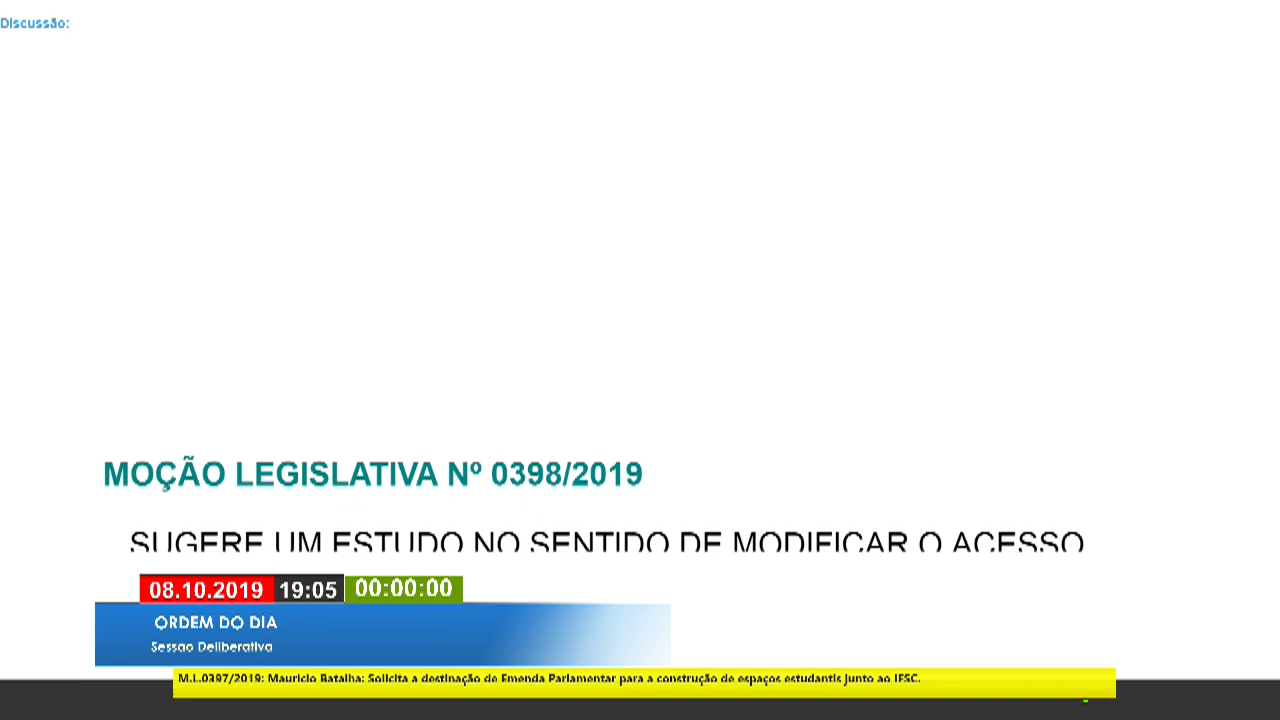 Discussão:
MOÇÃO LEGISLATIVA Nº 0398/2019
SUGERE UM ESTUDO NO SENTIDO DE MODIFICAR O ACESSO
08.10.2019 19:05 00:00:00
ORDEM DO DIA
Sessão Deliberativa
M.L.0397/2019: Mauricio Batalha: Solicita a destinação de Emenda Parlamentar para a construção de espaços estudantis junto ao IFSC.